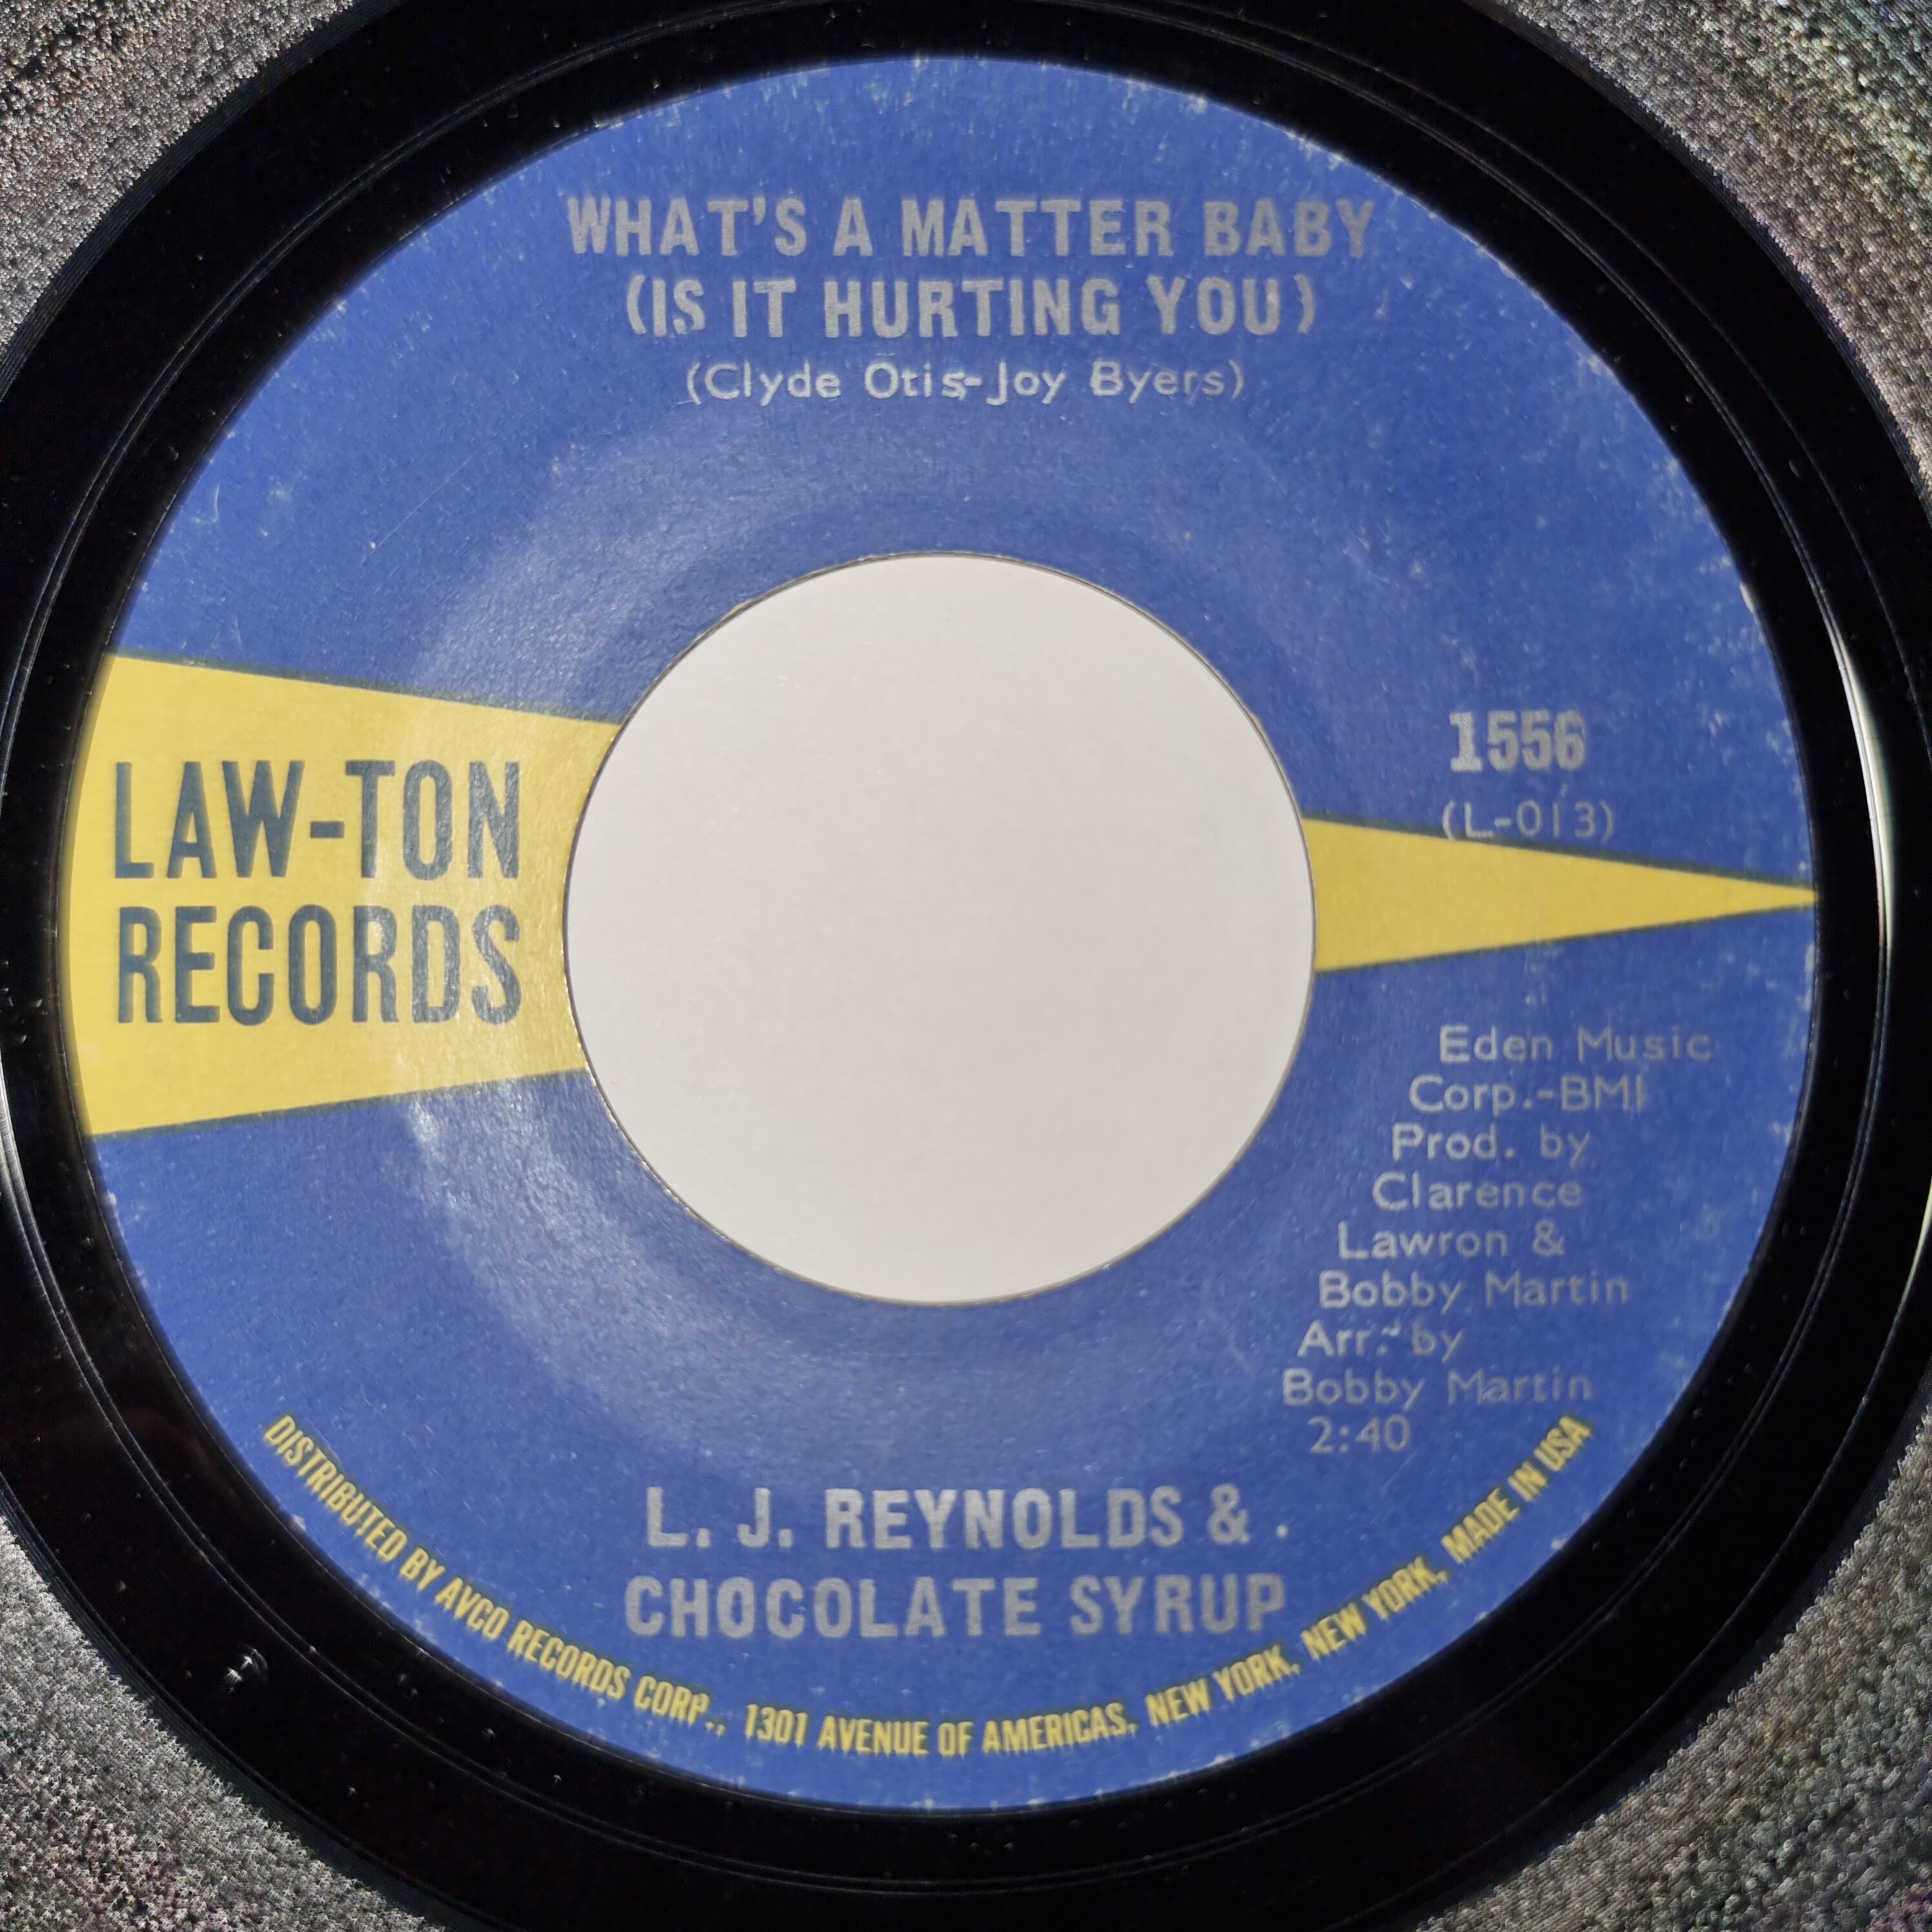 WHAT'S A MATTER BABY
(IS IT HURTING YOU)
(Clyde Otis-Joy Byers)
LAW-TON
RECORDS
1556
(L-013)
Eden Music
Corp.-BMI
Prod. by
Clarence
Lawron &
Bobby Martin
Arr. by
Bobby Martin
2:40
L. J. REYNOLDS &
CHOCOLATE SYRUP
DISTRIBUTED BY AVCO RECORDS CORP., 1301 AVENUE OF AMERICAS, NEW YORK, NEW YORK, MADE IN USA